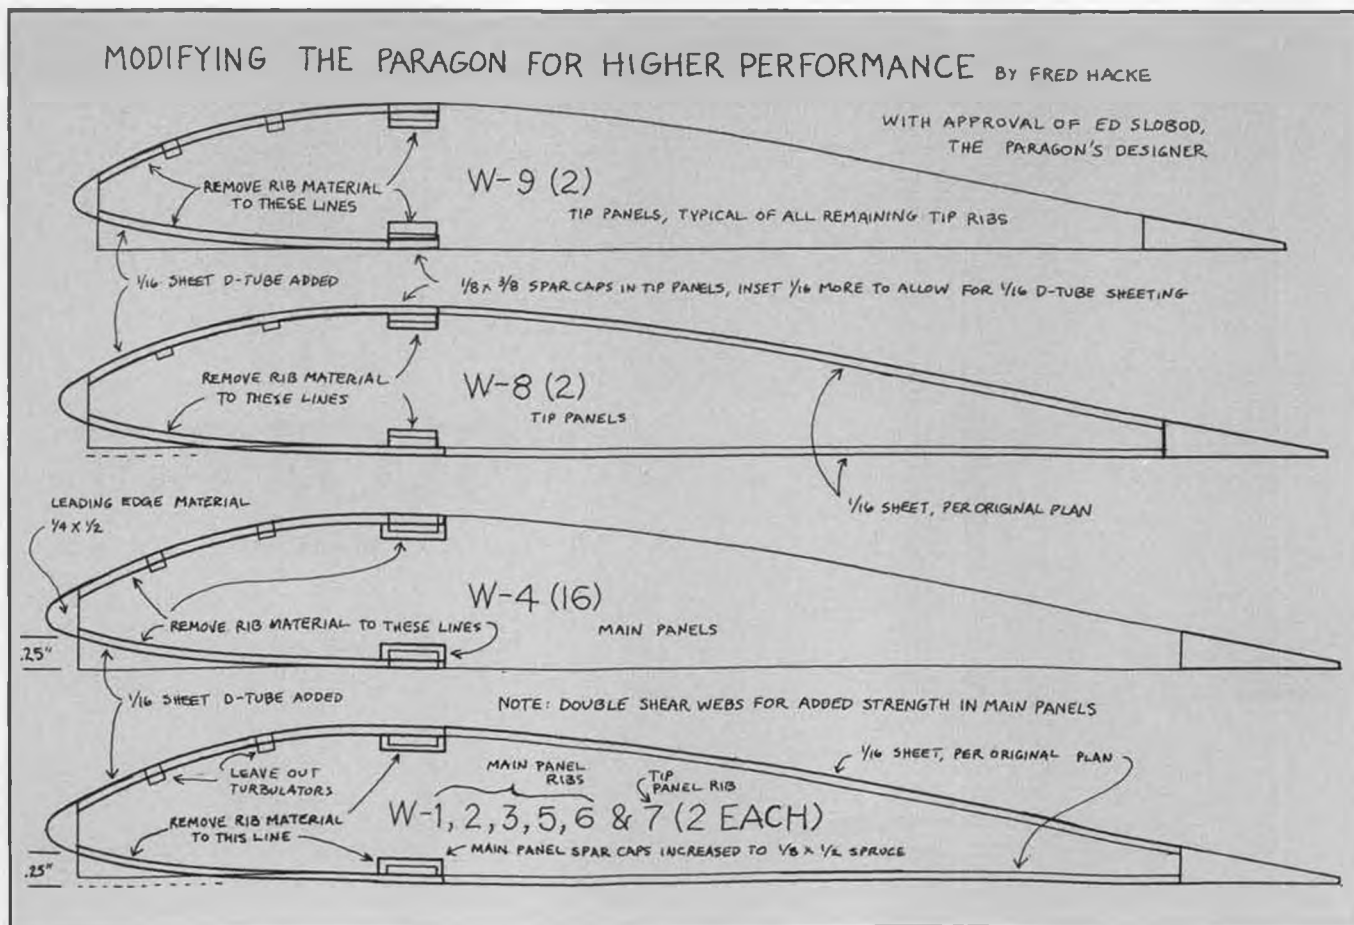 MODIFYING THE PARAGON FOR HIGHER PERFORMANCE BY FRED HACKE
WITH APPROVAL OF ED SLOBOD,
THE PARAGON'S DESIGNER
REMOVE RIB MATERIAL
TO THESE LINES
W-9 (2)
TIP PANELS, TYPICAL OF ALL REMAINING TIP RIBS
1/16 SHEET D-TUBE ADDED
1/8 x 3/8 SPAR CAPS IN TIP PANELS, INSET 1/16 MORE TO ALLOW FOR 1/16 D-TUBE SHEETING
REMOVE RIB MATERIAL
TO THESE LINES
W-8 (2)
TIP PANELS
1/16 SHEET, PER ORIGINAL PLAN
LEADING EDGE MATERIAL
1/4 x 1/2
W-4 (16)
MAIN PANELS
REMOVE RIB MATERIAL TO THESE LINES
.25"
1/16 SHEET D-TUBE ADDED
NOTE: DOUBLE SHEAR WEBS FOR ADDED STRENGTH IN MAIN PANELS
1/16 SHEET, PER ORIGINAL PLAN
LEAVE OUT
TURBULATORS
MAIN PANEL
RIBS
TIP
PANEL RIB
W-1, 2, 3, 5, 6 & 7 (2 EACH)
REMOVE RIB MATERIAL
TO THIS LINE
MAIN PANEL SPAR CAPS INCREASED TO 1/8 x 1/2 SPRUCE
.25"